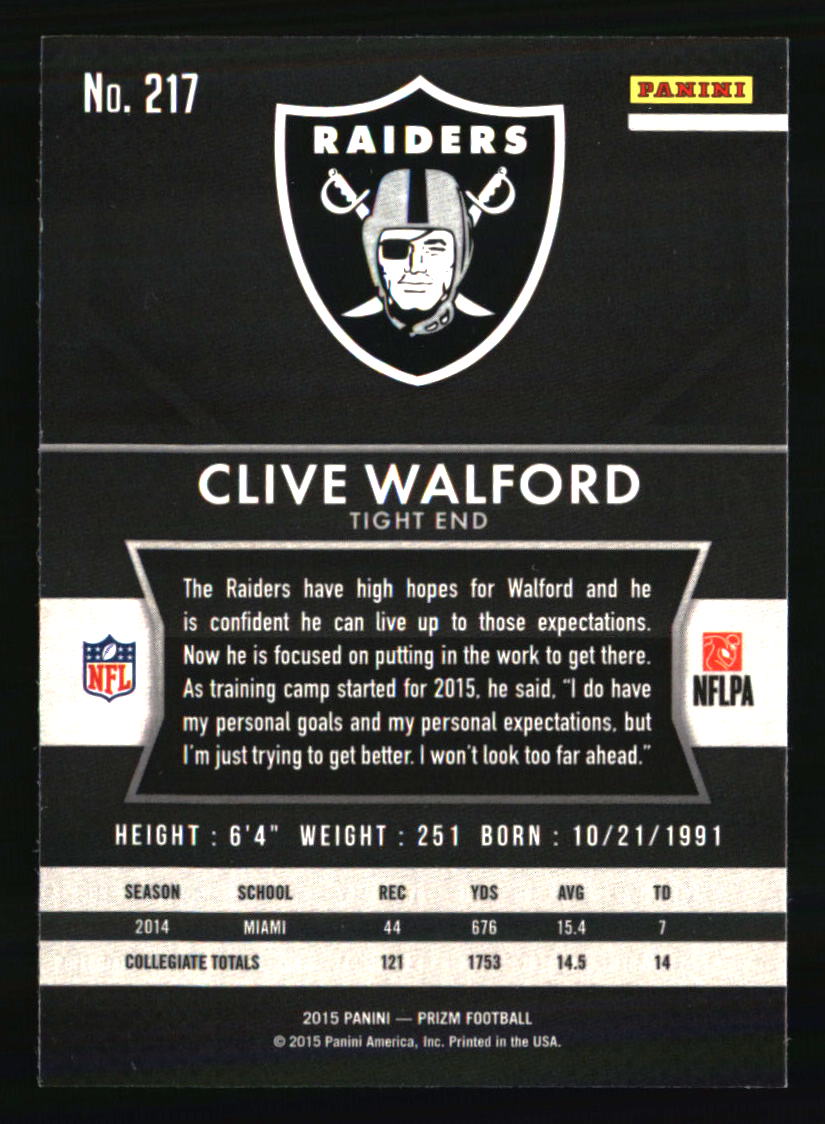 No. 217
PANINI
RAIDERS
CLIVE WALFORD
TIGHT END
The Raiders have high hopes for Walford and he
is confident he can live up to those expectations.
Now he is focused on putting in the work to get there.
As training camp started for 2015, he said, “I do have
my personal goals and my personal expectations, but
I'm just trying to get better. I won't look too far ahead.”
NFL
NFLPA
HEIGHT : 6'4" WEIGHT : 251 BORN : 10/21/1991
SEASON SCHOOL REC YDS AVG TD
2014 MIAMI 44 676 15.4 7
COLLEGIATE TOTALS 121 1753 14.5 14
2015 PANINI — PRIZM FOOTBALL
© 2015 Panini America, Inc. Printed in the USA.